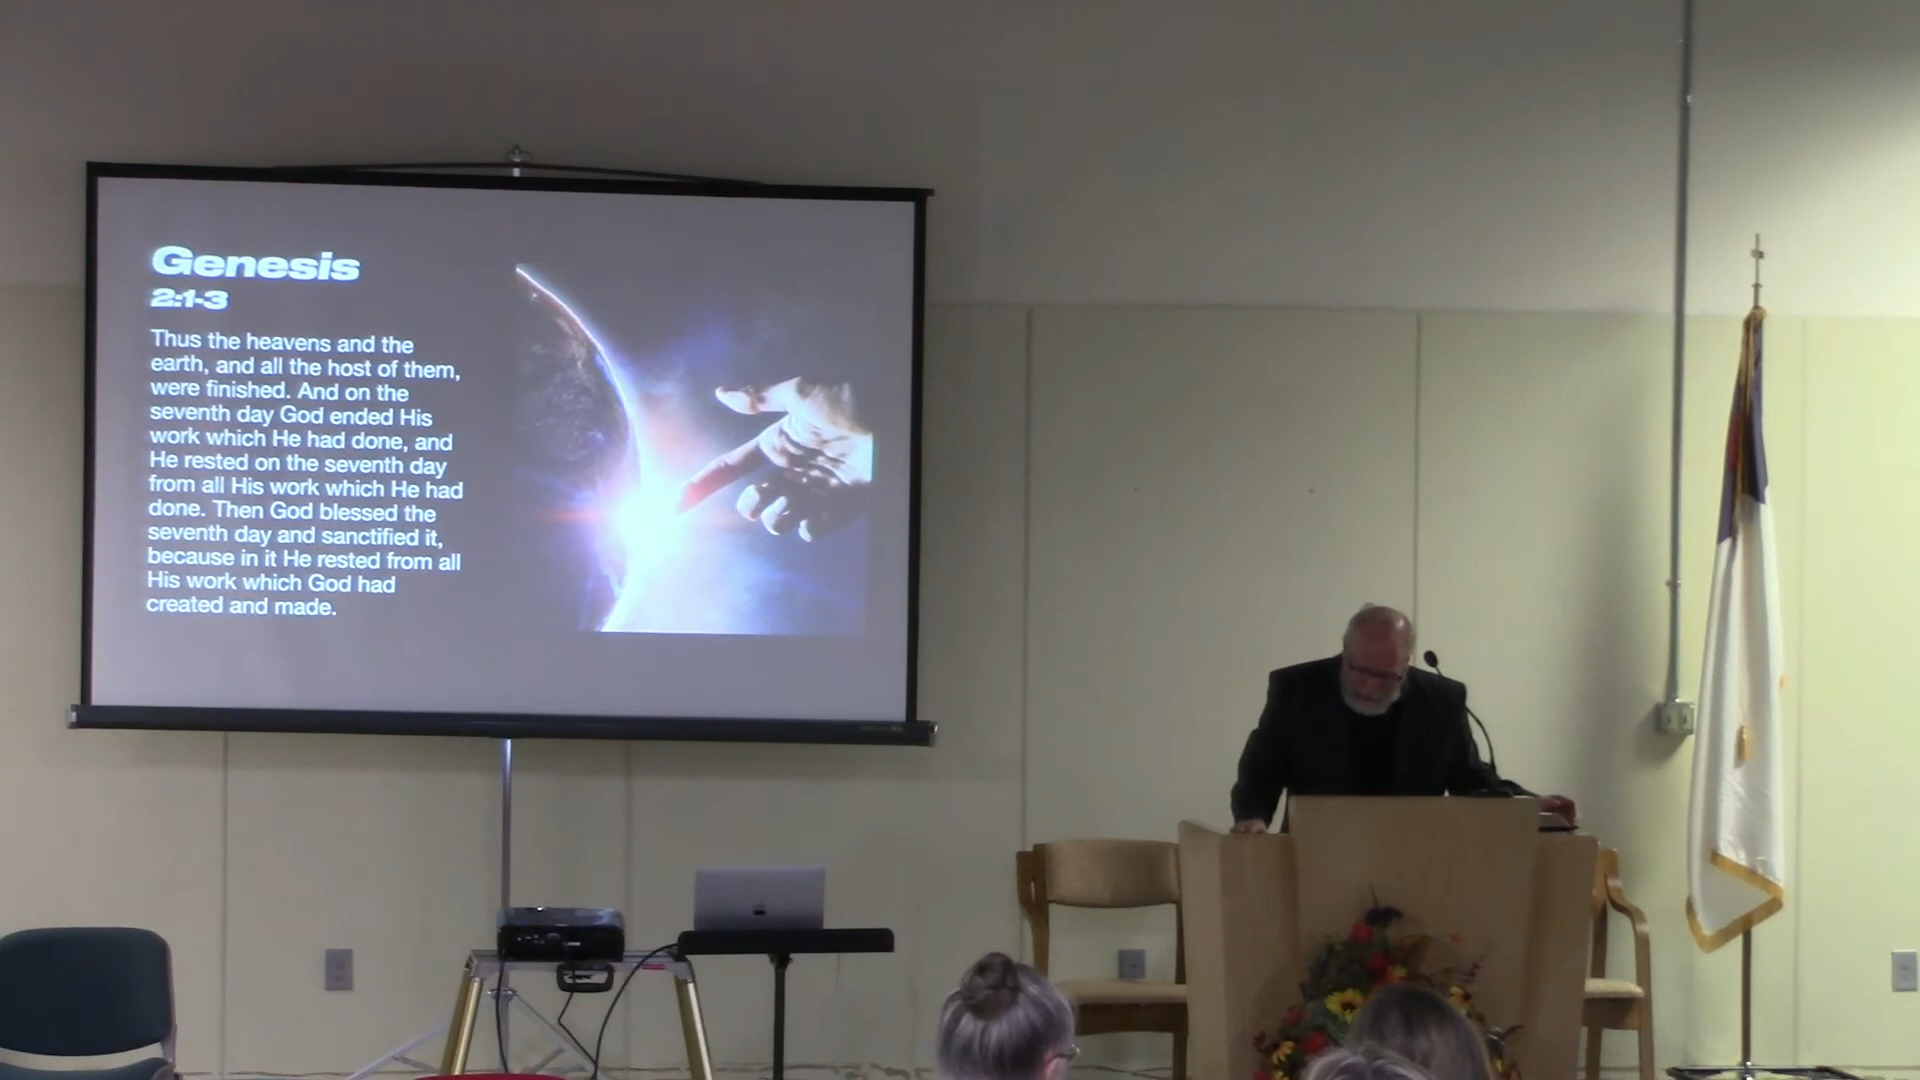 Genesis
2:1-3
Thus the heavens and the
earth, and all the host of them,
were finished. And on the
seventh day God ended His
work which He had done, and
He rested on the seventh day
from all His work which He had
done. Then God blessed the
seventh day and sanctified it,
because in it He rested from all
His work which God had
created and made.